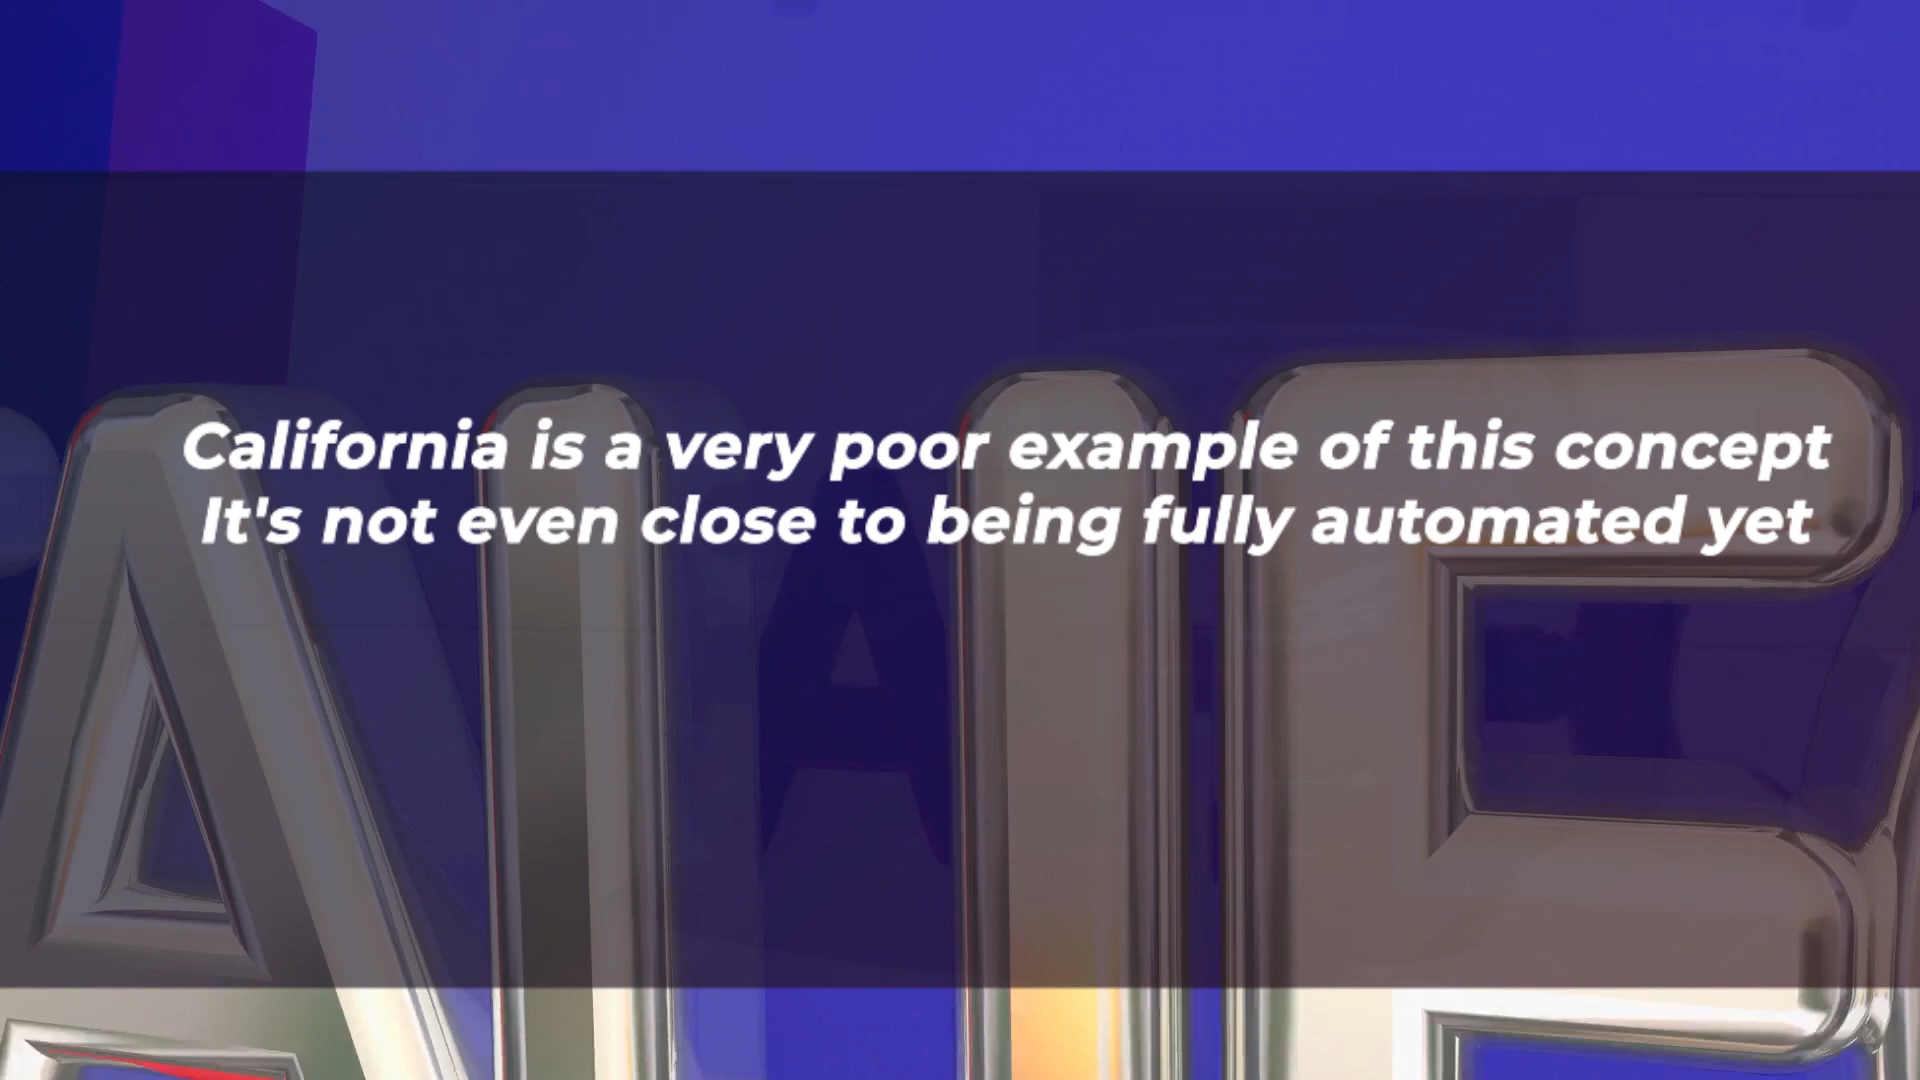 California is a very poor example of this concept
It's not even close to being fully automated yet